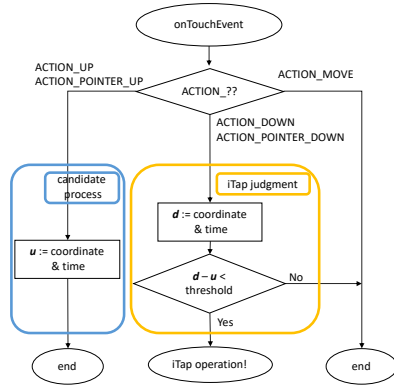 onTouchEvent
ACTION_UP
ACTION_POINTER_UP
ACTION_??
ACTION_MOVE
ACTION_DOWN
ACTION_POINTER_DOWN
candidate
process
iTap judgment
u := coordinate
& time
d := coordinate
& time
d – u <
threshold
No
Yes
end
iTap operation!
end